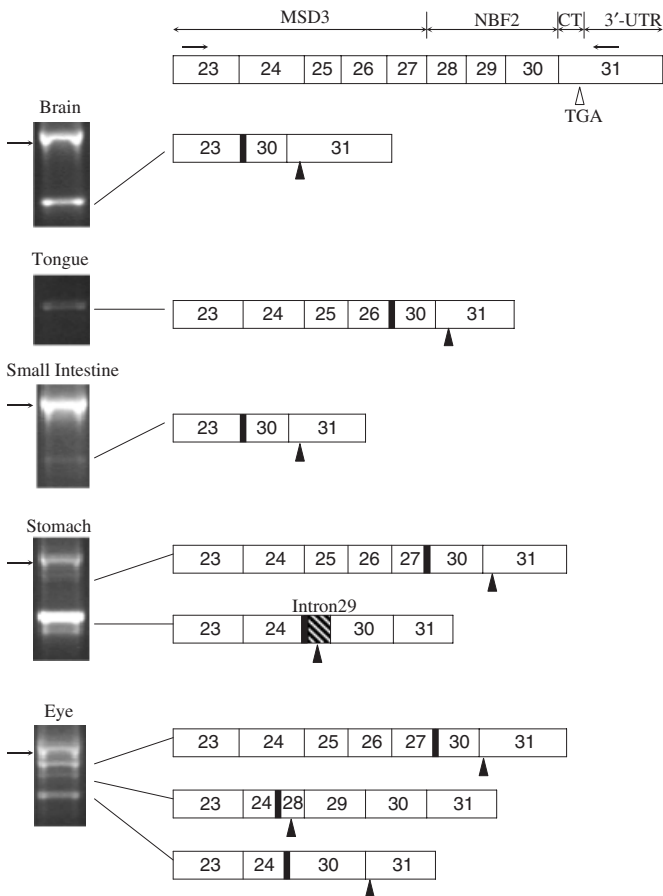 MSD3 NBF2 CT 3′-UTR
23 24 25 26 27 28 29 30 31
TGA
Brain
23 30 31
Tongue
23 24 25 26 30 31
Small Intestine
23 30 31
Stomach
23 24 25 26 27 30 31
Intron29
23 24 30 31
Eye
23 24 25 26 27 30 31
23 24 28 29 30 31
23 24 30 31